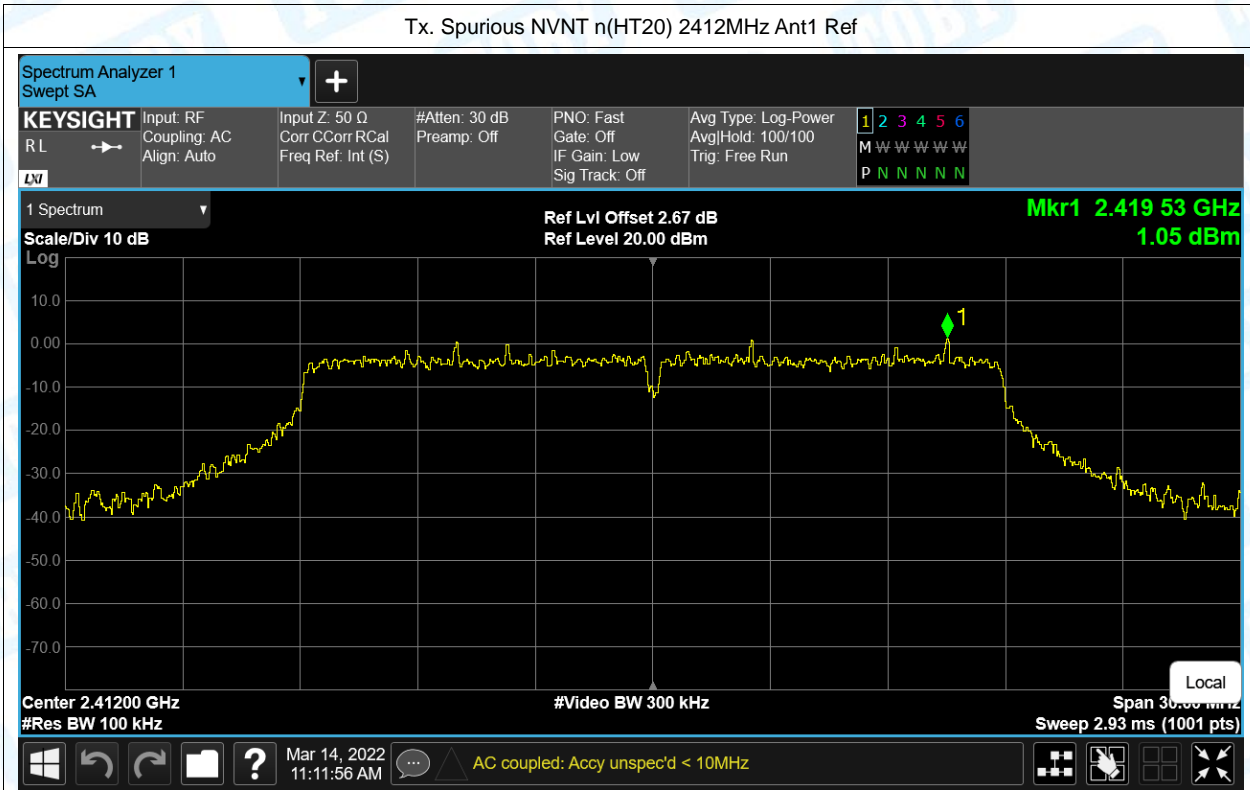 Tx. Spurious NVNT n(HT20) 2412MHz Ant1 Ref
Spectrum Analyzer 1
Swept SA
KEYSIGHT
RL
LXI
Input: RF
Coupling: AC
Align: Auto
Input Z: 50 Ω
Corr CCorr RCal
Freq Ref: Int (S)
#Atten: 30 dB
Preamp: Off
PNO: Fast
Gate: Off
IF Gain: Low
Sig Track: Off
Avg Type: Log-Power
Avg|Hold: 100/100
Trig: Free Run
1 2 3 4 5 6
M W W W W W W
P N N N N N
1 Spectrum
Scale/Div 10 dB
Log
Ref Lvl Offset 2.67 dB
Ref Level 20.00 dBm
Mkr1 2.419 53 GHz
1.05 dBm
1
10.0
0.00
-10.0
-20.0
-30.0
-40.0
-50.0
-60.0
-70.0
Local
Center 2.41200 GHz
#Video BW 300 kHz
Span 30.00 MHz
#Res BW 100 kHz
Sweep 2.93 ms (1001 pts)
?
Mar 14, 2022
11:11:56 AM
AC coupled: Accy unspec'd < 10MHz